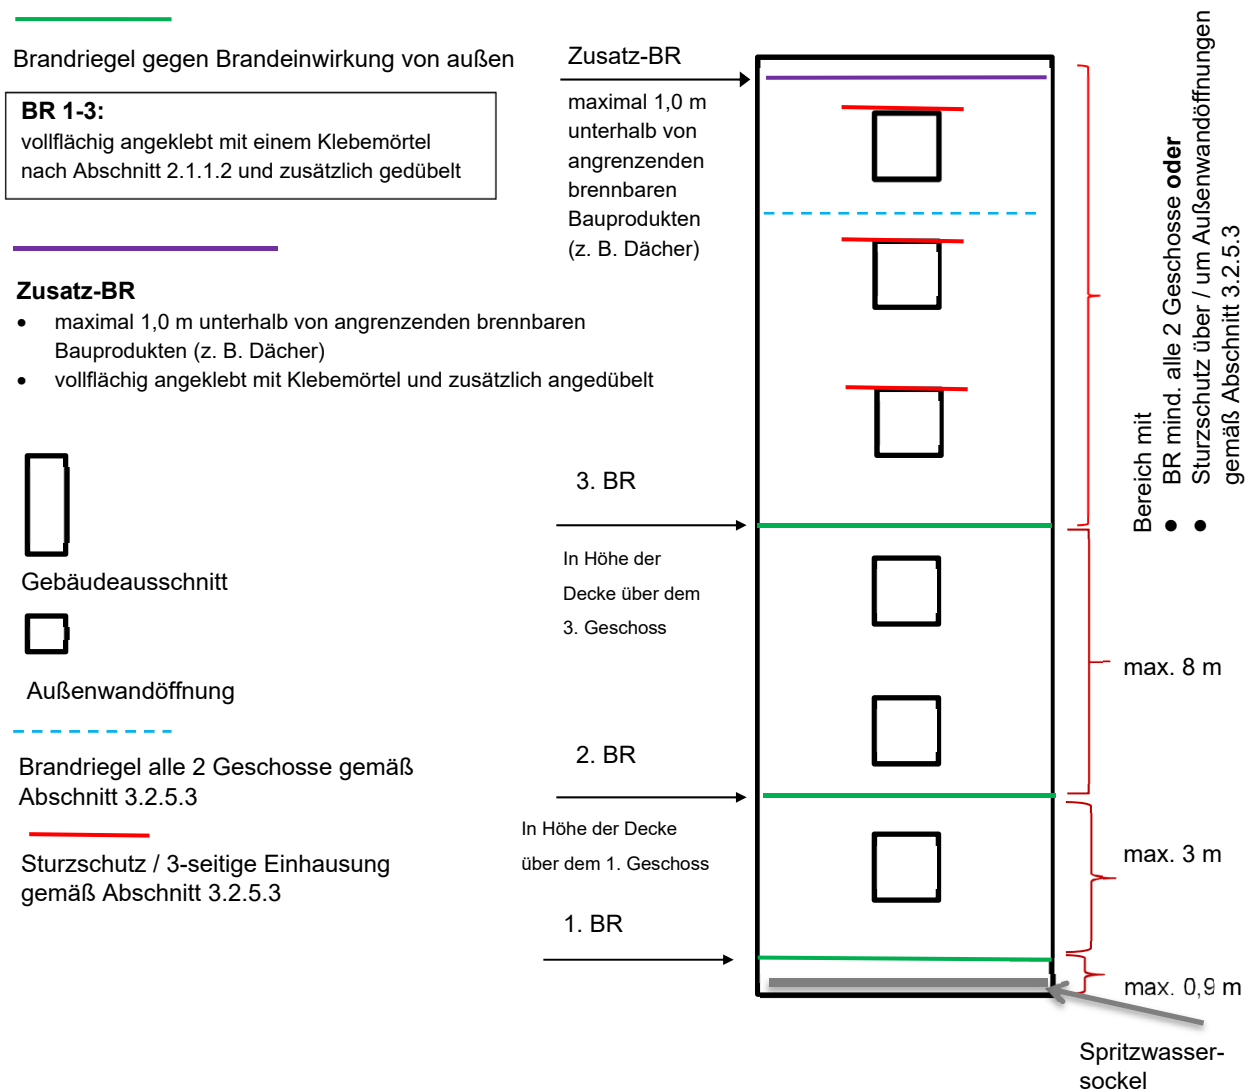 Brandriegel gegen Brandeinwirkung von außen
BR 1-3:
vollflächig angeklebt mit einem Klebemörtel
nach Abschnitt 2.1.1.2 und zusätzlich gedübelt
Zusatz-BR
• maximal 1,0 m unterhalb von angrenzenden brennbaren
Bauprodukten (z. B. Dächer)
• vollflächig angeklebt mit Klebemörtel und zusätzlich angedübelt
Gebäudeausschnitt
Außenwandöffnung
Brandriegel alle 2 Geschosse gemäß
Abschnitt 3.2.5.3
Sturzschutz / 3-seitige Einhausung
gemäß Abschnitt 3.2.5.3
Zusatz-BR
maximal 1,0 m
unterhalb von
angrenzenden
brennbaren
Bauprodukten
(z. B. Dächer)
3. BR
In Höhe der
Decke über dem
3. Geschoss
2. BR
In Höhe der Decke
über dem 1. Geschoss
1. BR
Bereich mit
• BR mind. alle 2 Geschosse oder
• Sturzschutz über / um Außenwandöffnungen
gemäß Abschnitt 3.2.5.3
max. 8 m
max. 3 m
max. 0,9 m
Spritzwasser-
sockel